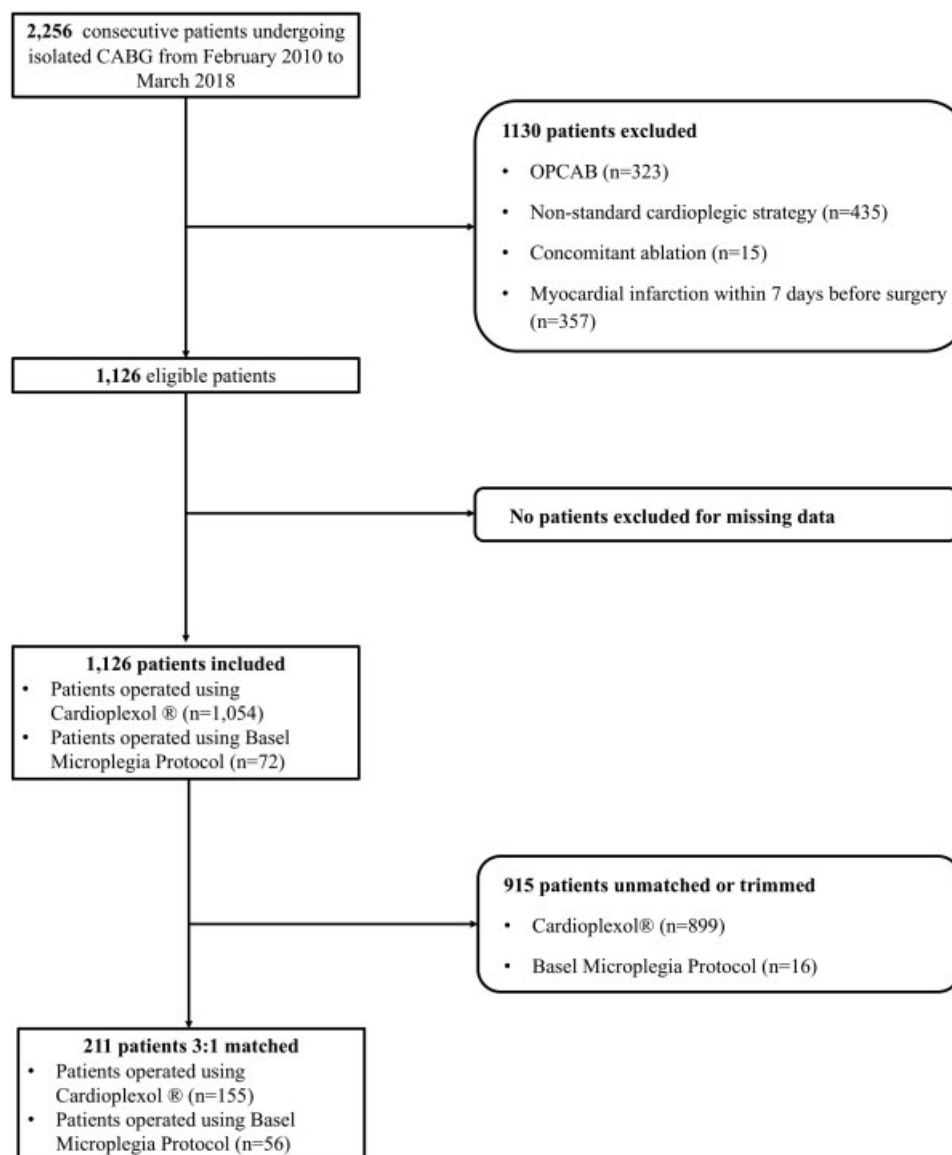 2,256 consecutive patients undergoing
isolated CABG from February 2010 to
March 2018
1130 patients excluded
• OPCAB (n=323)
• Non-standard cardioplegic strategy (n=435)
• Concomitant ablation (n=15)
• Myocardial infarction within 7 days before surgery
(n=357)
1,126 eligible patients
No patients excluded for missing data
1,126 patients included
• Patients operated using
Cardioplexol ® (n=1,054)
• Patients operated using Basel
Microplegia Protocol (n=72)
915 patients unmatched or trimmed
• Cardioplexol® (n=899)
• Basel Microplegia Protocol (n=16)
211 patients 3:1 matched
• Patients operated using
Cardioplexol ® (n=155)
• Patients operated using Basel
Microplegia Protocol (n=56)